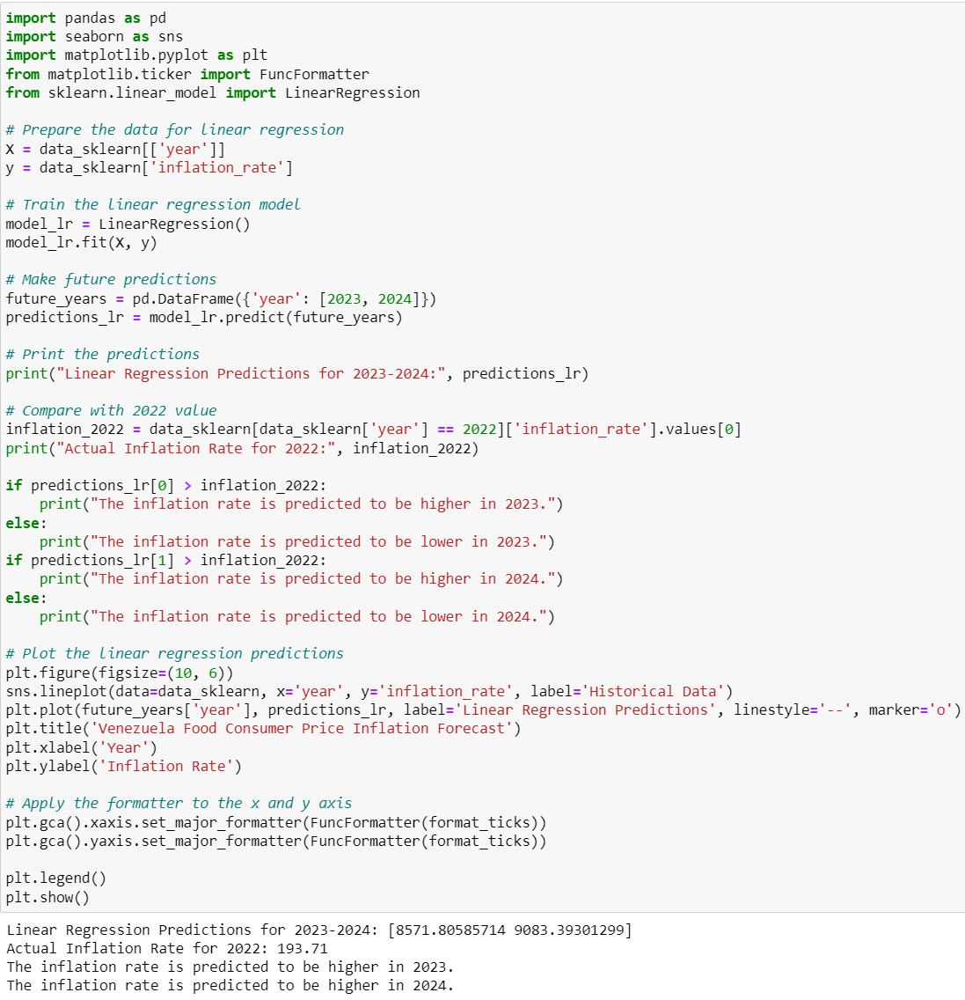 import pandas as pd
import seaborn as sns
import matplotlib.pyplot as plt
from matplotlib.ticker import FuncFormatter
from sklearn.linear_model import LinearRegression

# Prepare the data for linear regression
X = data_sklearn[['year']]
y = data_sklearn['inflation_rate']

# Train the linear regression model
model_lr = LinearRegression()
model_lr.fit(X, y)

# Make future predictions
future_years = pd.DataFrame({'year': [2023, 2024]})
predictions_lr = model_lr.predict(future_years)

# Print the predictions
print("Linear Regression Predictions for 2023-2024:", predictions_lr)

# Compare with 2022 value
inflation_2022 = data_sklearn[data_sklearn['year'] == 2022]['inflation_rate'].values[0]
print("Actual Inflation Rate for 2022:", inflation_2022)

if predictions_lr[0] > inflation_2022:
    print("The inflation rate is predicted to be higher in 2023.")
else:
    print("The inflation rate is predicted to be lower in 2023.")
if predictions_lr[1] > inflation_2022:
    print("The inflation rate is predicted to be higher in 2024.")
else:
    print("The inflation rate is predicted to be lower in 2024.")

# Plot the linear regression predictions
plt.figure(figsize=(10, 6))
sns.lineplot(data=data_sklearn, x='year', y='inflation_rate', label='Historical Data')
plt.plot(future_years['year'], predictions_lr, label='Linear Regression Predictions', linestyle='--', marker='o')
plt.title('Venezuela Food Consumer Price Inflation Forecast')
plt.xlabel('Year')
plt.ylabel('Inflation Rate')

# Apply the formatter to the x and y axis
plt.gca().xaxis.set_major_formatter(FuncFormatter(format_ticks))
plt.gca().yaxis.set_major_formatter(FuncFormatter(format_ticks))

plt.legend()
plt.show()
Linear Regression Predictions for 2023-2024: [8571.80585714 9083.39301299]
Actual Inflation Rate for 2022: 193.71
The inflation rate is predicted to be higher in 2023.
The inflation rate is predicted to be higher in 2024.